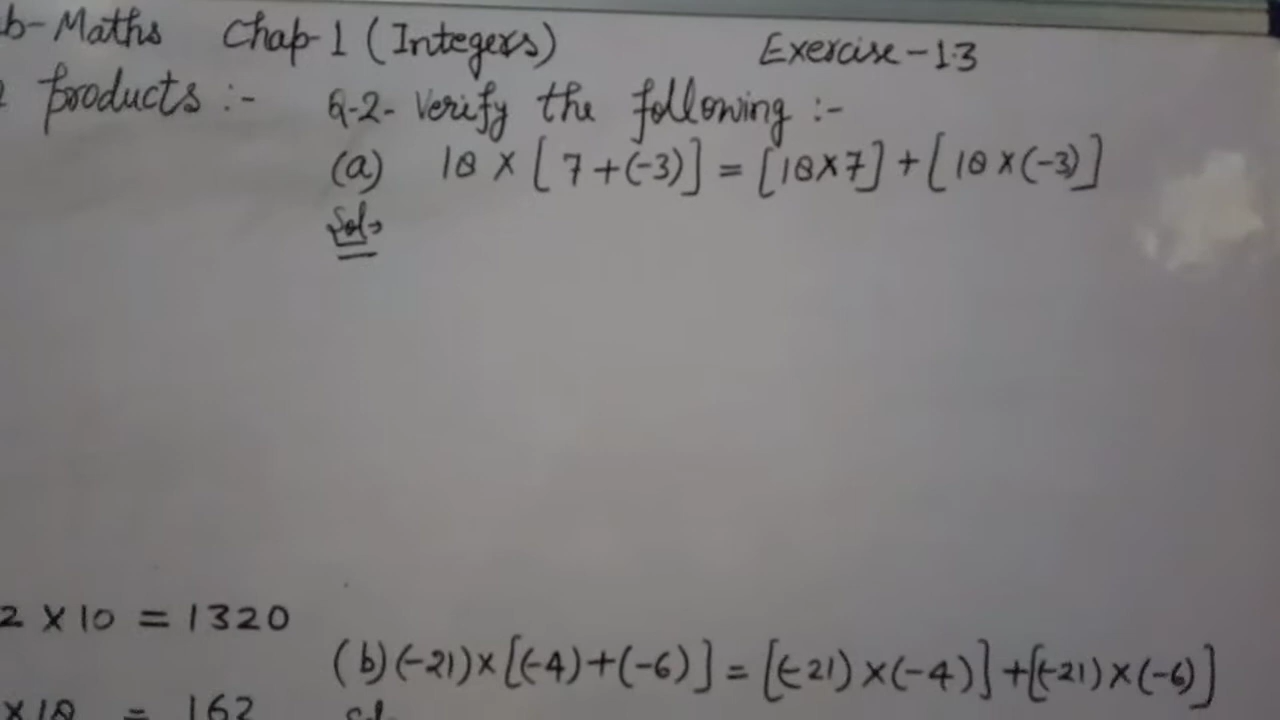 b-Maths Chap-1 (Integers) Exercise-1.3
products :- Q-2- Verify the following :-
(a) 18 × [7+(-3)] = [18×7] + [18×(-3)]
Sol→
2 × 10 = 1320
(b) (-21)×[(-4)+(-6)] = [(-21)×(-4)]+[(-21)×(-6)]
×18 = 162